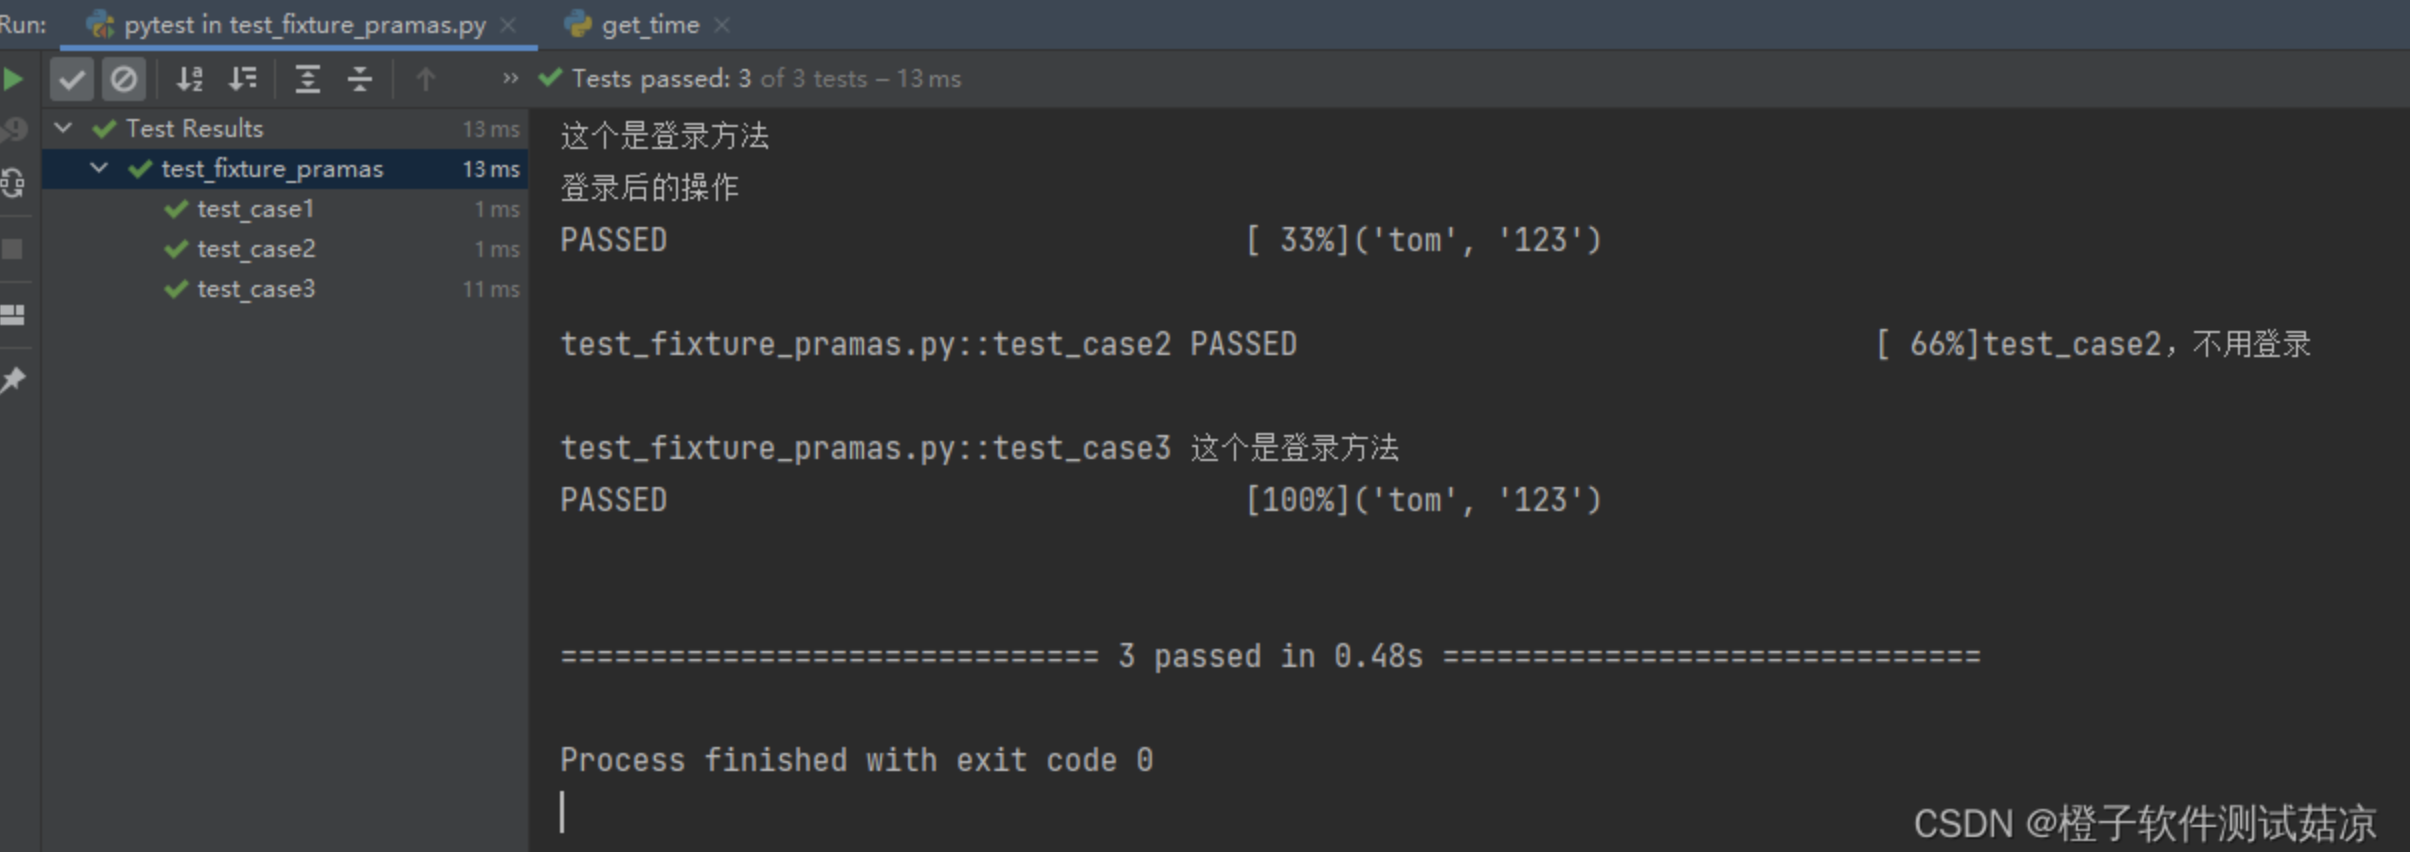 Run: pytest in test_fixture_pramas.py × get_time ×
Tests passed: 3 of 3 tests – 13 ms
Test Results 13 ms
test_fixture_pramas 13 ms
test_case1 1 ms
test_case2 1 ms
test_case3 11 ms
这个是登录方法
登录后的操作
PASSED [ 33%]('tom', '123')
test_fixture_pramas.py::test_case2 PASSED [ 66%]test_case2，不用登录
test_fixture_pramas.py::test_case3 这个是登录方法
PASSED [100%]('tom', '123')
============================== 3 passed in 0.48s ==============================
Process finished with exit code 0
CSDN @橙子软件测试菇凉